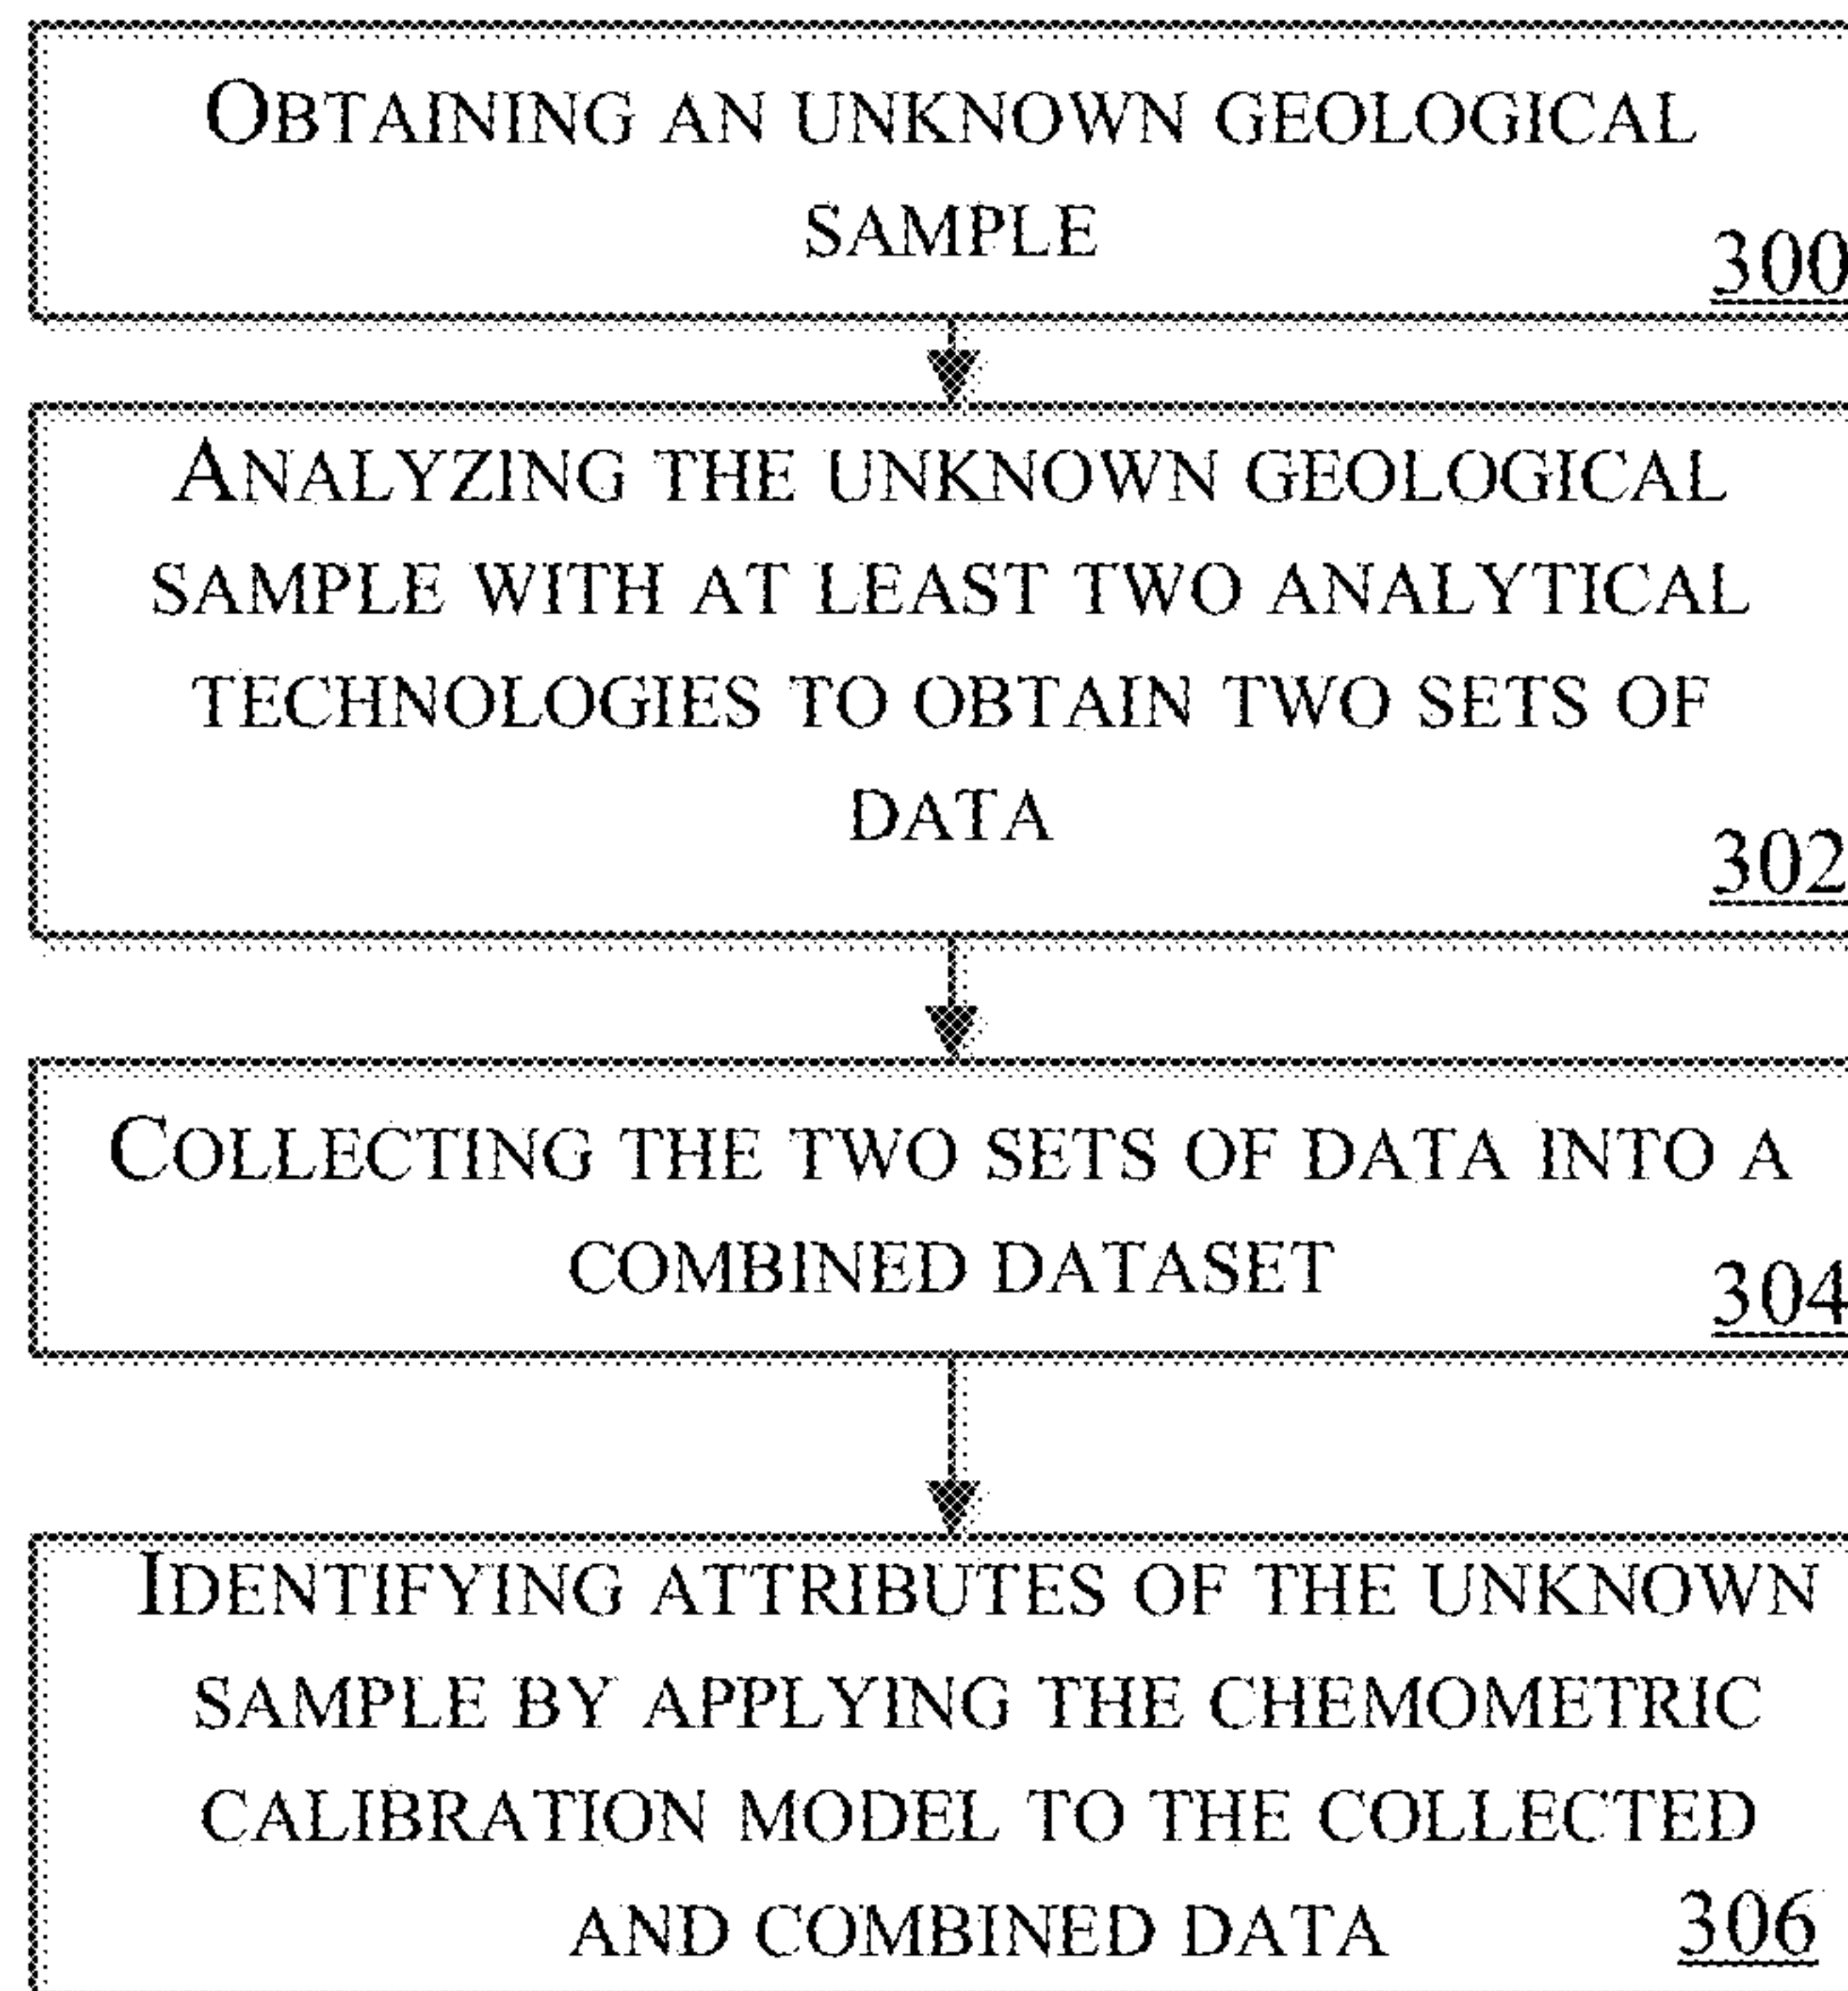 OBTAINING AN UNKNOWN GEOLOGICAL
SAMPLE
300
ANALYZING THE UNKNOWN GEOLOGICAL
SAMPLE WITH AT LEAST TWO ANALYTICAL
TECHNOLOGIES TO OBTAIN TWO SETS OF
DATA
302
COLLECTING THE TWO SETS OF DATA INTO A
COMBINED DATASET
304
IDENTIFYING ATTRIBUTES OF THE UNKNOWN
SAMPLE BY APPLYING THE CHEMOMETRIC
CALIBRATION MODEL TO THE COLLECTED
AND COMBINED DATA
306